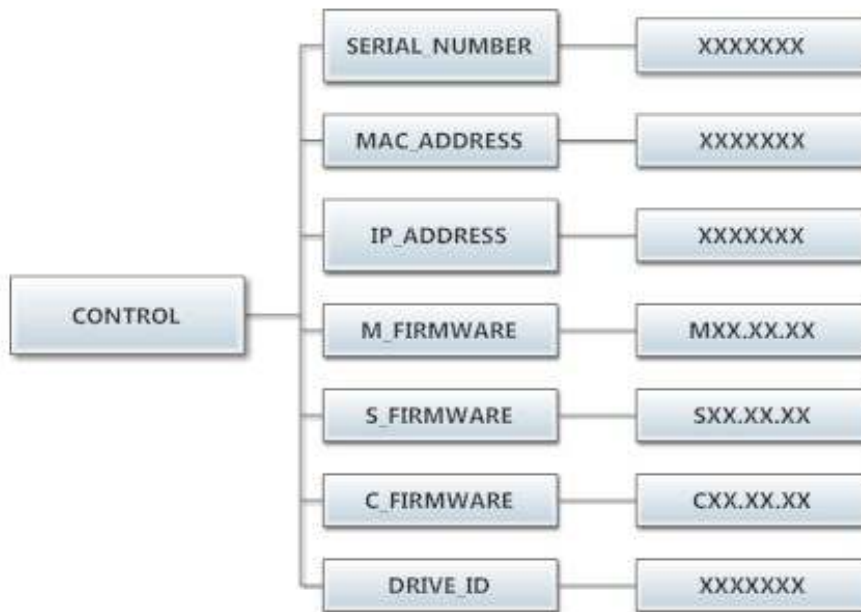 SERIAL_NUMBER XXXXXXX
MAC_ADDRESS XXXXXXX
IP_ADDRESS XXXXXXX
CONTROL
M_FIRMWARE MXX.XX.XX
S_FIRMWARE SXX.XX.XX
C_FIRMWARE CXX.XX.XX
DRIVE_ID XXXXXXX